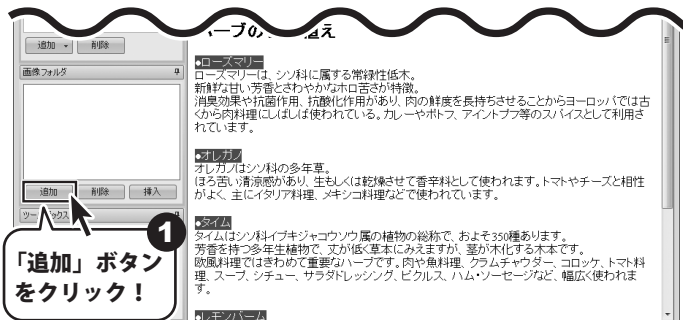 追加
削除
画像フォルダ
追加
削除
挿入
1
「追加」ボタン
をクリック！
●ローズマリー
ローズマリーは、シソ科に属する常緑性低木。
新鮮な甘い芳香とさわやかなホロ苦さが特徴。
消臭効果や抗菌作用、抗酸化作用があり、肉の鮮度を長持ちさせることからヨーロッパでは古
くから肉料理にしばしば使われている。カレーやポトフ、アイントプフ等のスパイスとして利用さ
れています。
●オレガノ
オレガノはシソ科の多年草。
ほろ苦い清涼感があり、生もしくは乾燥させて香辛料として使われます。トマトやチーズと相性
がよく、主にイタリア料理、メキシコ料理などで使われています。
●タイム
タイムはシソ科イブキジャコウソウ属の植物の総称で、およそ350種あります。
芳香を持つ多年生植物で、丈が低く草本にみえますが、茎が木化する木本です。
欧風料理ではきわめて重要なハーブです。肉や魚料理、クラムチャウダー、コロッケ、トマト料
理、スープ、シチュー、サラダドレッシング、ピクルス、ハム・ソーセージなど、幅広く使われま
す。
●レモンバーム